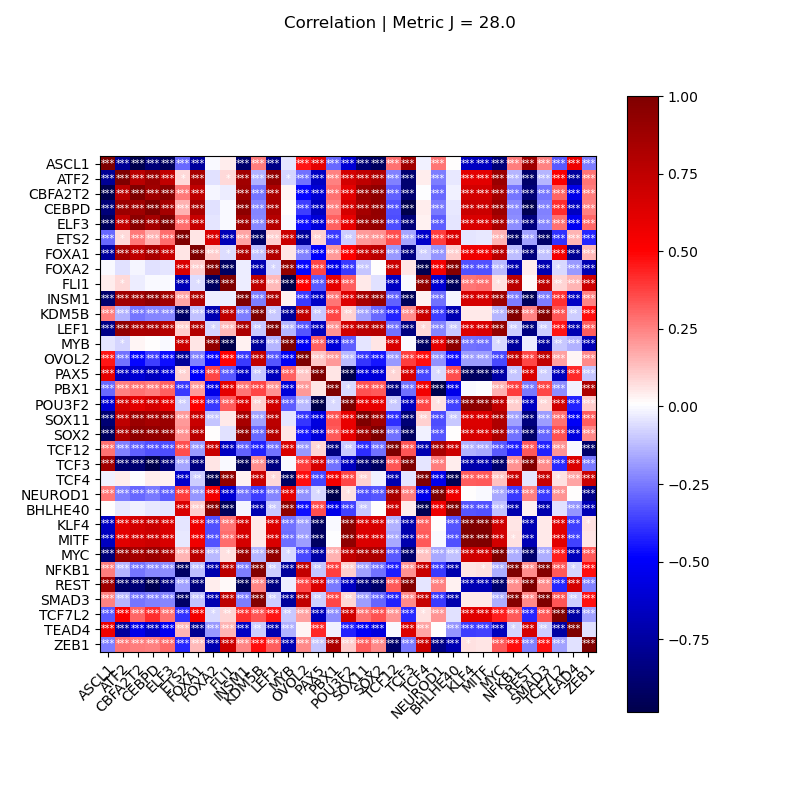 Correlation | Metric J = 28.0
ASCL1
ATF2
CBFA2T2
CEBPD
ELF3
ETS2
FOXA1
FOXA2
FLI1
INSM1
KDM5B
LEF1
MYB
OVOL2
PAX5
PBX1
POU3F2
SOX11
SOX2
TCF12
TCF3
TCF4
NEUROD1
BHLHE40
KLF4
MITF
MYC
NFKB1
REST
SMAD3
TCF7L2
TEAD4
ZEB1
ASCL1
ATF2
CBFA2T2
CEBPD
ELF3
ETS2
FOXA1
FOXA2
FLI1
INSM1
KDM5B
LEF1
MYB
OVOL2
PAX5
PBX1
POU3F2
SOX11
SOX2
TCF12
TCF3
TCF4
NEUROD1
BHLHE40
KLF4
MITF
MYC
NFKB1
REST
SMAD3
TCF7L2
TEAD4
ZEB1
1.00
0.75
0.50
0.25
0.00
−0.25
−0.50
−0.75